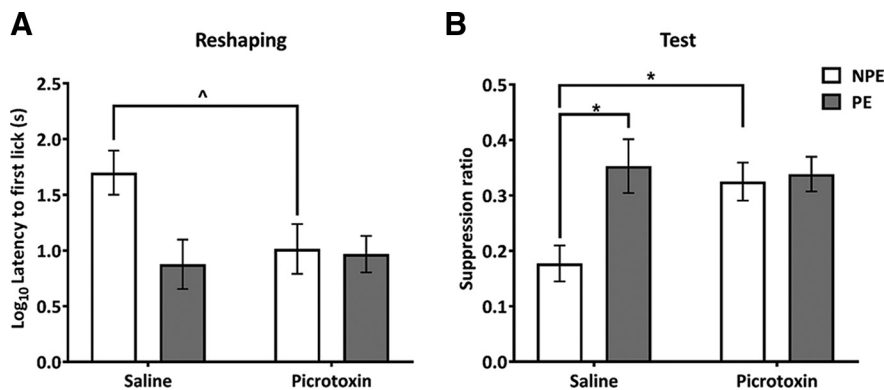 A
Reshaping
Log10 Latency to first lick (s)
2.5
2.0
1.5
1.0
0.5
0.0
^
Saline
Picrotoxin
B
Test
Suppression ratio
0.5
0.4
0.3
0.2
0.1
0.0
*
*
Saline
Picrotoxin
NPE
PE